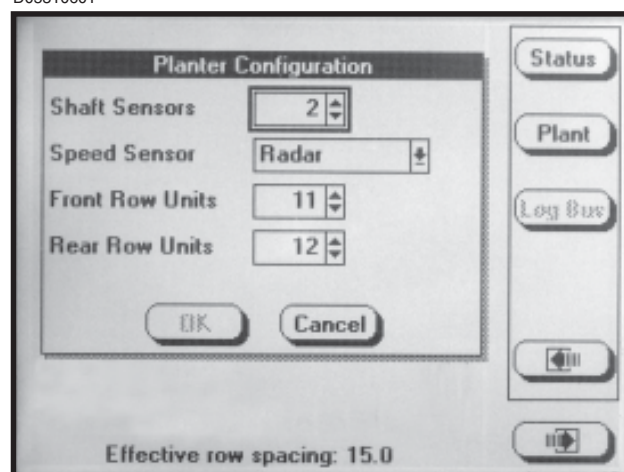 Planter Configuration
Shaft Sensors 2
Speed Sensor Radar
Front Row Units 11
Rear Row Units 12
OK Cancel
Effective row spacing: 15.0
Status
Plant
Log Bus